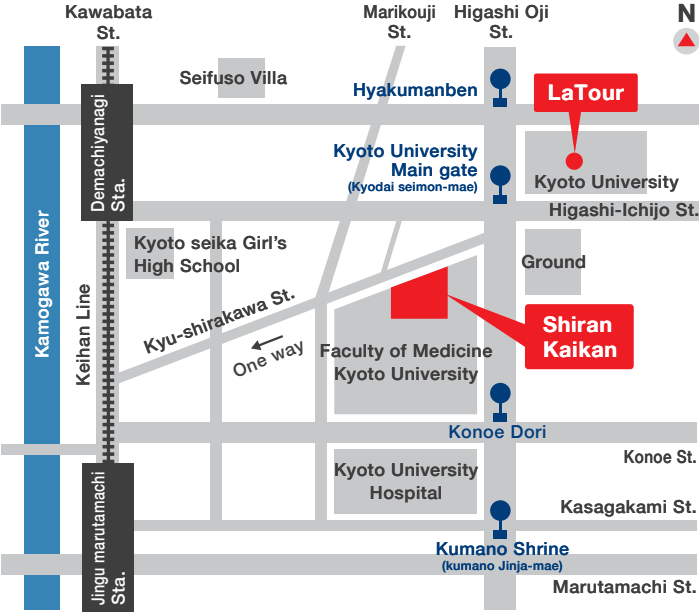 Kawabata
St.
Marikouji
St.
Higashi Oji
St.
N
Seifuso Villa
Hyakumanben
LaTour
Demachiyanagi
Sta.
Kyoto University
Main gate
(Kyodai seimon-mae)
Kyoto University
Higashi-Ichijo St.
Kamogawa River
Kyoto seika Girl's
High School
Ground
Keihan Line
Kyu-shirakawa St.
One way
Shiran
Kaikan
Faculty of Medicine
Kyoto University
Konoe Dori
Konoe St.
Jingu marutamachi
Sta.
Kyoto University
Hospital
Kasagakami St.
Kumano Shrine
(kumano Jinja-mae)
Marutamachi St.